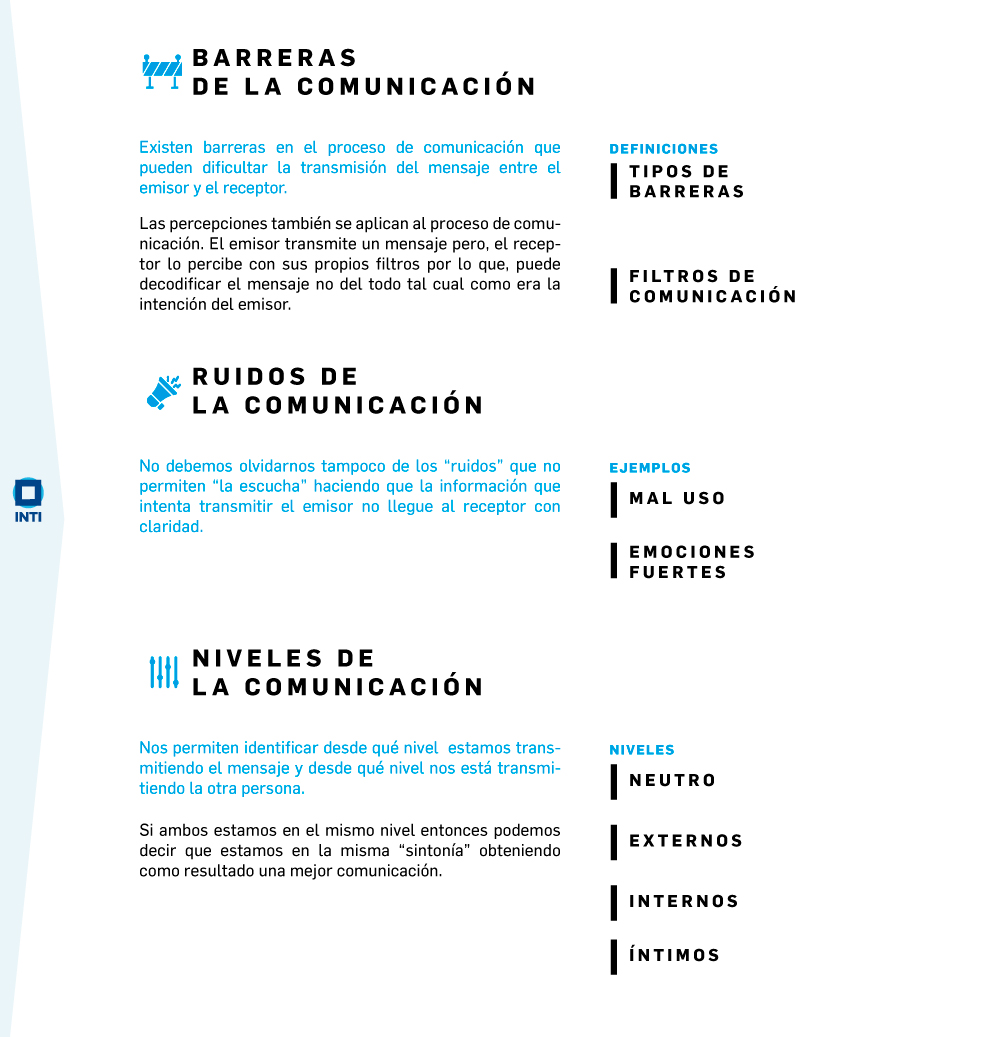 BARRERAS
DE LA COMUNICACIÓN
Existen barreras en el proceso de comunicación que
pueden dificultar la transmisión del mensaje entre el
emisor y el receptor.
Las percepciones también se aplican al proceso de comu-
nicación. El emisor transmite un mensaje pero, el recep-
tor lo percibe con sus propios filtros por lo que, puede
decodificar el mensaje no del todo tal cual como era la
intención del emisor.
DEFINICIONES
TIPOS DE
BARRERAS
FILTROS DE
COMUNICACIÓN
RUIDOS DE
LA COMUNICACIÓN
No debemos olvidarnos tampoco de los “ruidos” que no
permiten “la escucha” haciendo que la información que
intenta transmitir el emisor no llegue al receptor con
claridad.
EJEMPLOS
MAL USO
EMOCIONES
FUERTES
INTI
NIVELES DE
LA COMUNICACIÓN
Nos permiten identificar desde qué nivel  estamos trans-
mitiendo el mensaje y desde qué nivel nos está transmi-
tiendo la otra persona.
Si ambos estamos en el mismo nivel entonces podemos
decir que estamos en la misma “sintonía” obteniendo
como resultado una mejor comunicación.
NIVELES
NEUTRO
EXTERNOS
INTERNOS
ÍNTIMOS